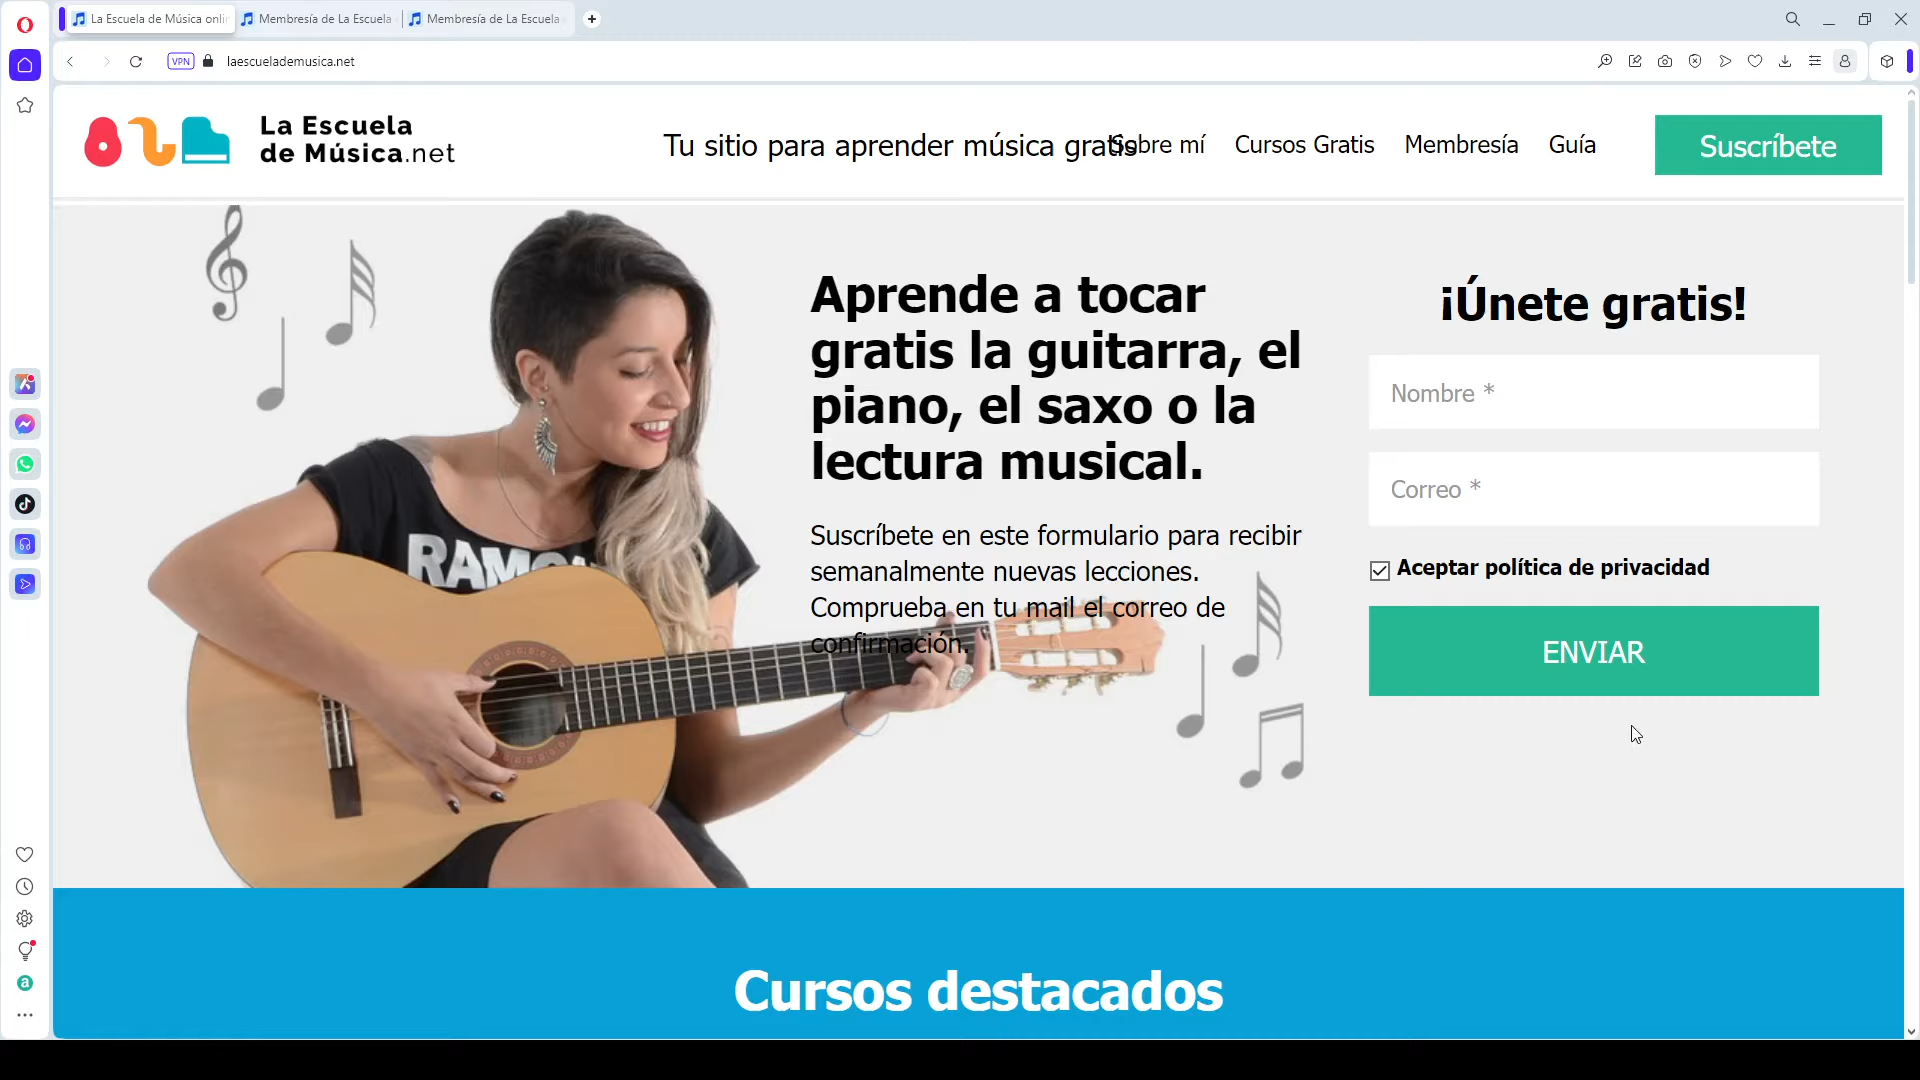 La Escuela de Música onlin
Membresía de La Escuela
Membresía de La Escuela
VPN
laescuelademusica.net
La Escuela
de Música.net
Tu sitio para aprender música gratis
Sobre mí
Cursos Gratis
Membresía
Guía
Suscríbete
Aprende a tocar
gratis la guitarra, el
piano, el saxo o la
lectura musical.
Suscríbete en este formulario para recibir
semanalmente nuevas lecciones.
Comprueba en tu mail el correo de
confirmación.
¡Únete gratis!
Nombre *
Correo *
Aceptar política de privacidad
ENVIAR
Cursos destacados